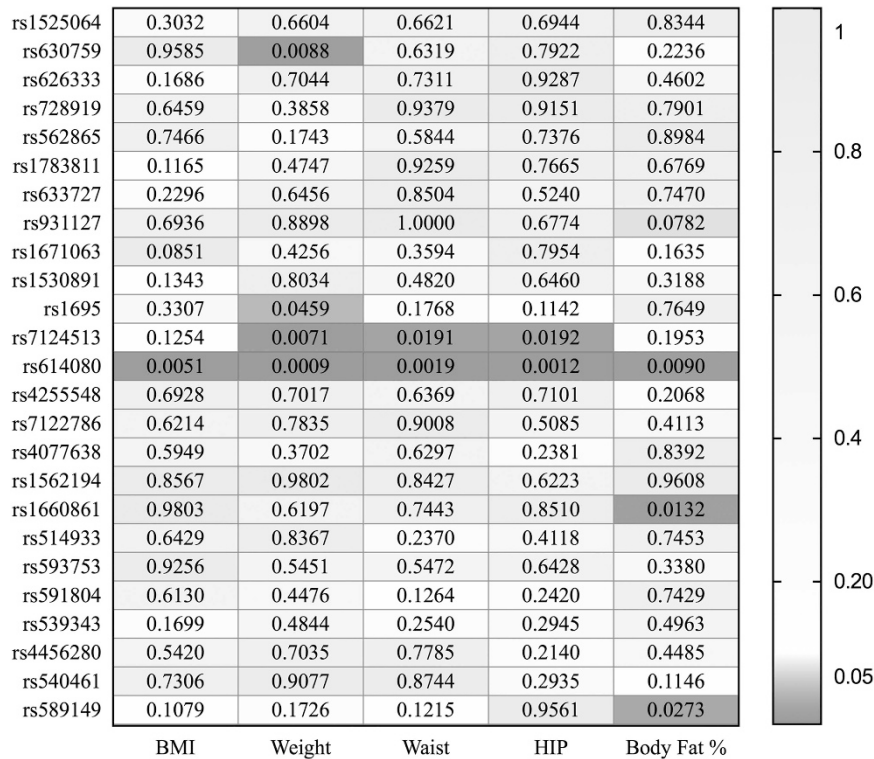 rs1525064 0.3032 0.6604 0.6621 0.6944 0.8344 1
rs630759 0.9585 0.0088 0.6319 0.7922 0.2236
rs626333 0.1686 0.7044 0.7311 0.9287 0.4602
rs728919 0.6459 0.3858 0.9379 0.9151 0.7901
rs562865 0.7466 0.1743 0.5844 0.7376 0.8984 0.8
rs1783811 0.1165 0.4747 0.9259 0.7665 0.6769
rs633727 0.2296 0.6456 0.8504 0.5240 0.7470
rs931127 0.6936 0.8898 1.0000 0.6774 0.0782
rs1671063 0.0851 0.4256 0.3594 0.7954 0.1635
rs1530891 0.1343 0.8034 0.4820 0.6460 0.3188 0.6
rs1695 0.3307 0.0459 0.1768 0.1142 0.7649
rs7124513 0.1254 0.0071 0.0191 0.0192 0.1953
rs614080 0.0051 0.0009 0.0019 0.0012 0.0090
rs4255548 0.6928 0.7017 0.6369 0.7101 0.2068
rs7122786 0.6214 0.7835 0.9008 0.5085 0.4113 0.4
rs4077638 0.5949 0.3702 0.6297 0.2381 0.8392
rs1562194 0.8567 0.9802 0.8427 0.6223 0.9608
rs1660861 0.9803 0.6197 0.7443 0.8510 0.0132
rs514933 0.6429 0.8367 0.2370 0.4118 0.7453
rs593753 0.9256 0.5451 0.5472 0.6428 0.3380
rs591804 0.6130 0.4476 0.1264 0.2420 0.7429 0.20
rs539343 0.1699 0.4844 0.2540 0.2945 0.4963
rs4456280 0.5420 0.7035 0.7785 0.2140 0.4485
rs540461 0.7306 0.9077 0.8744 0.2935 0.1146 0.05
rs589149 0.1079 0.1726 0.1215 0.9561 0.0273
BMI Weight Waist HIP Body Fat %